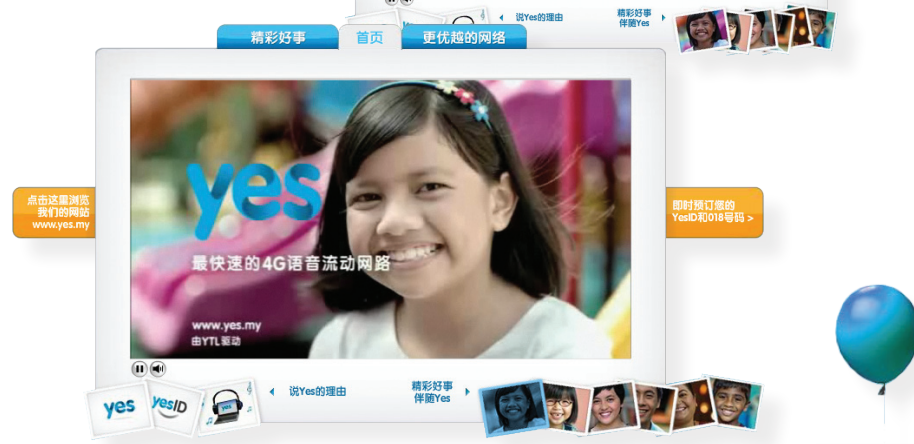 说Yes的理由
精彩好事
伴随Yes
精彩好事
首页
更优越的网络
点击这里浏览
我们的网站
www.yes.my
yes
最快速的4G语音流动网路
www.yes.my
由YTL驱动
即时预订您的
YesID和018号码 >
yes
yesID
yes
说Yes的理由
精彩好事
伴随Yes